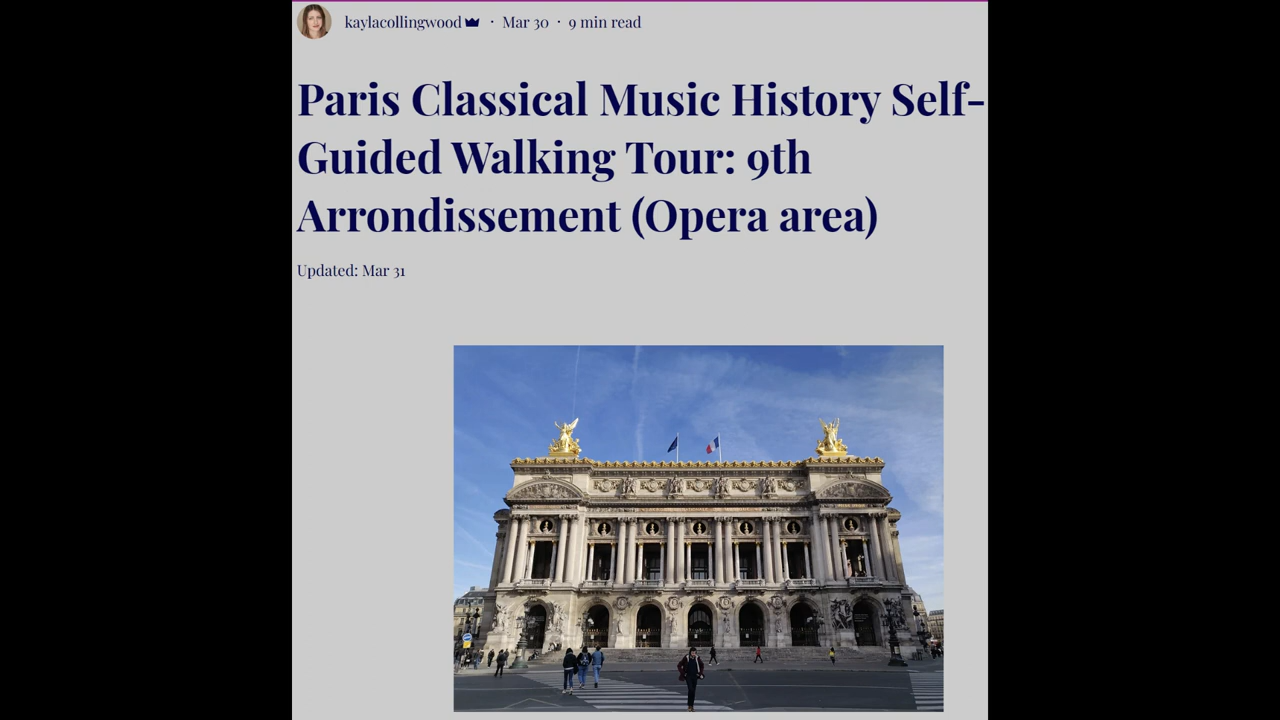 kaylacollingwood · Mar 30 · 9 min read
Paris Classical Music History Self-
Guided Walking Tour: 9th
Arrondissement (Opera area)
Updated: Mar 31